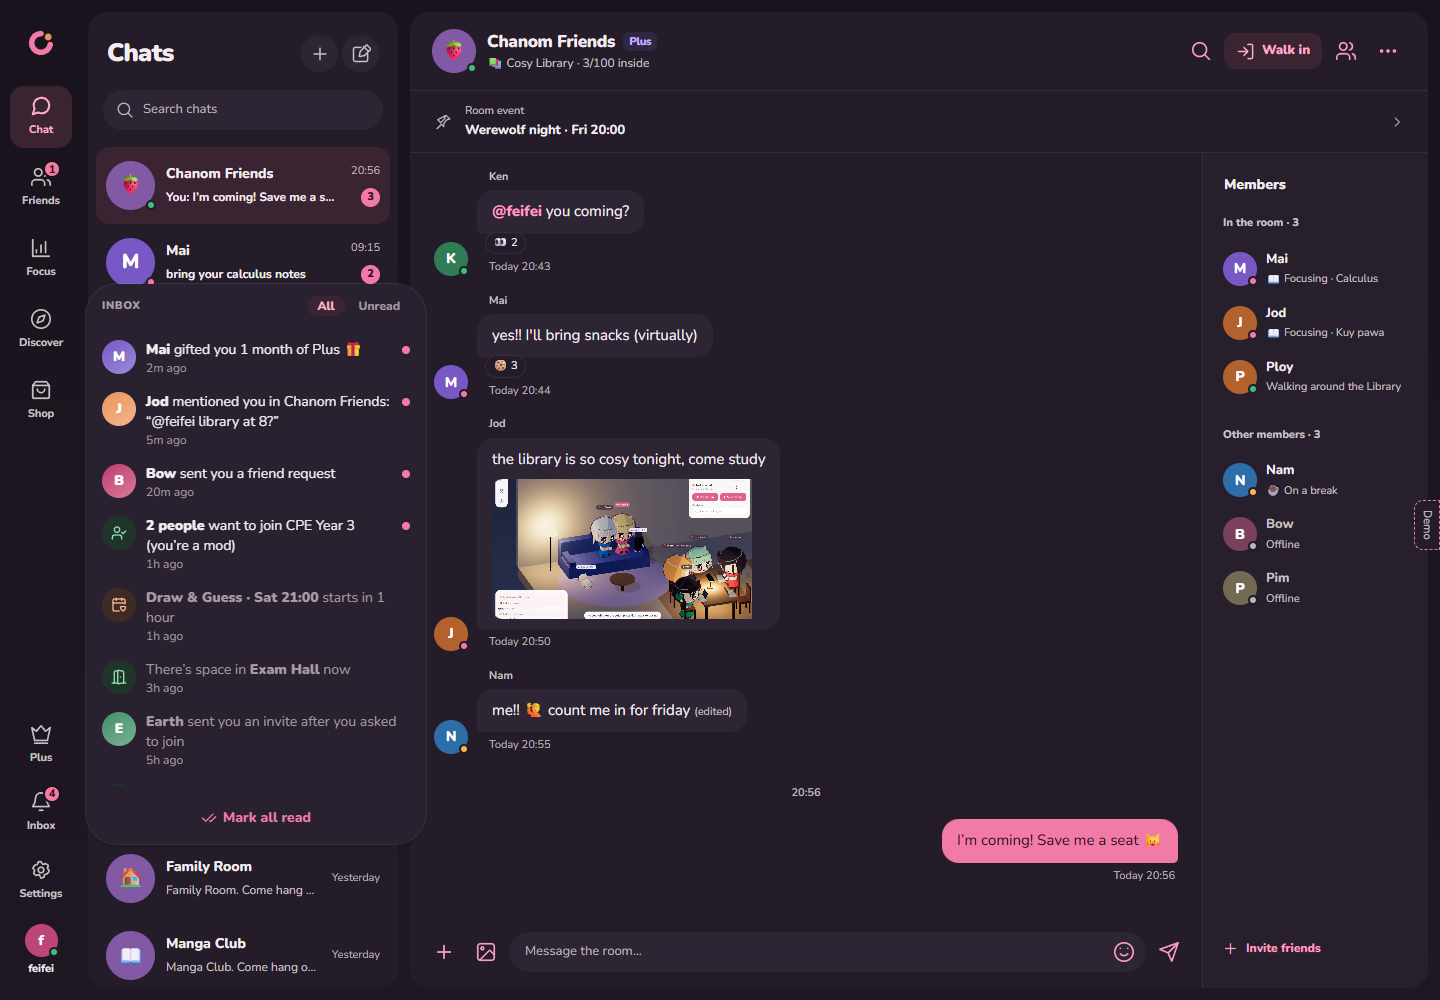 Chat
1
Friends
Focus
Discover
Shop
Plus
4
Inbox
Settings
f
feifei
Chats
Search chats
Chanom Friends
20:56
You: I'm coming! Save me a s...
3
M
Mai
09:15
bring your calculus notes
2
INBOX
All
Unread
M
Mai gifted you 1 month of Plus 🎁
2m ago
J
Jod mentioned you in Chanom Friends:
“@feifei library at 8?”
5m ago
B
Bow sent you a friend request
20m ago
2 people want to join CPE Year 3
(you’re a mod)
1h ago
Draw & Guess · Sat 21:00 starts in 1
hour
1h ago
There’s space in Exam Hall now
3h ago
E
Earth sent you an invite after you asked
to join
5h ago
Mark all read
Family Room
Yesterday
Family Room. Come hang ...
Manga Club
Yesterday
Manga Club. Come hang o...
Chanom Friends
Plus
Cosy Library · 3/100 inside
Walk in
Room event
Werewolf night · Fri 20:00
Ken
@feifei you coming?
👀 2
K
Today 20:43
Mai
yes!! I'll bring snacks (virtually)
🍪 3
M
Today 20:44
Jod
the library is so cosy tonight, come study
J
Today 20:50
Nam
me!! 🙋 count me in for friday (edited)
N
Today 20:55
20:56
I’m coming! Save me a seat 😺
Today 20:56
Message the room...
Members
In the room · 3
M
Mai
📖 Focusing · Calculus
J
Jod
📖 Focusing · Kuy pawa
P
Ploy
Walking around the Library
Other members · 3
N
Nam
On a break
B
Bow
Offline
P
Pim
Offline
Invite friends
Demo